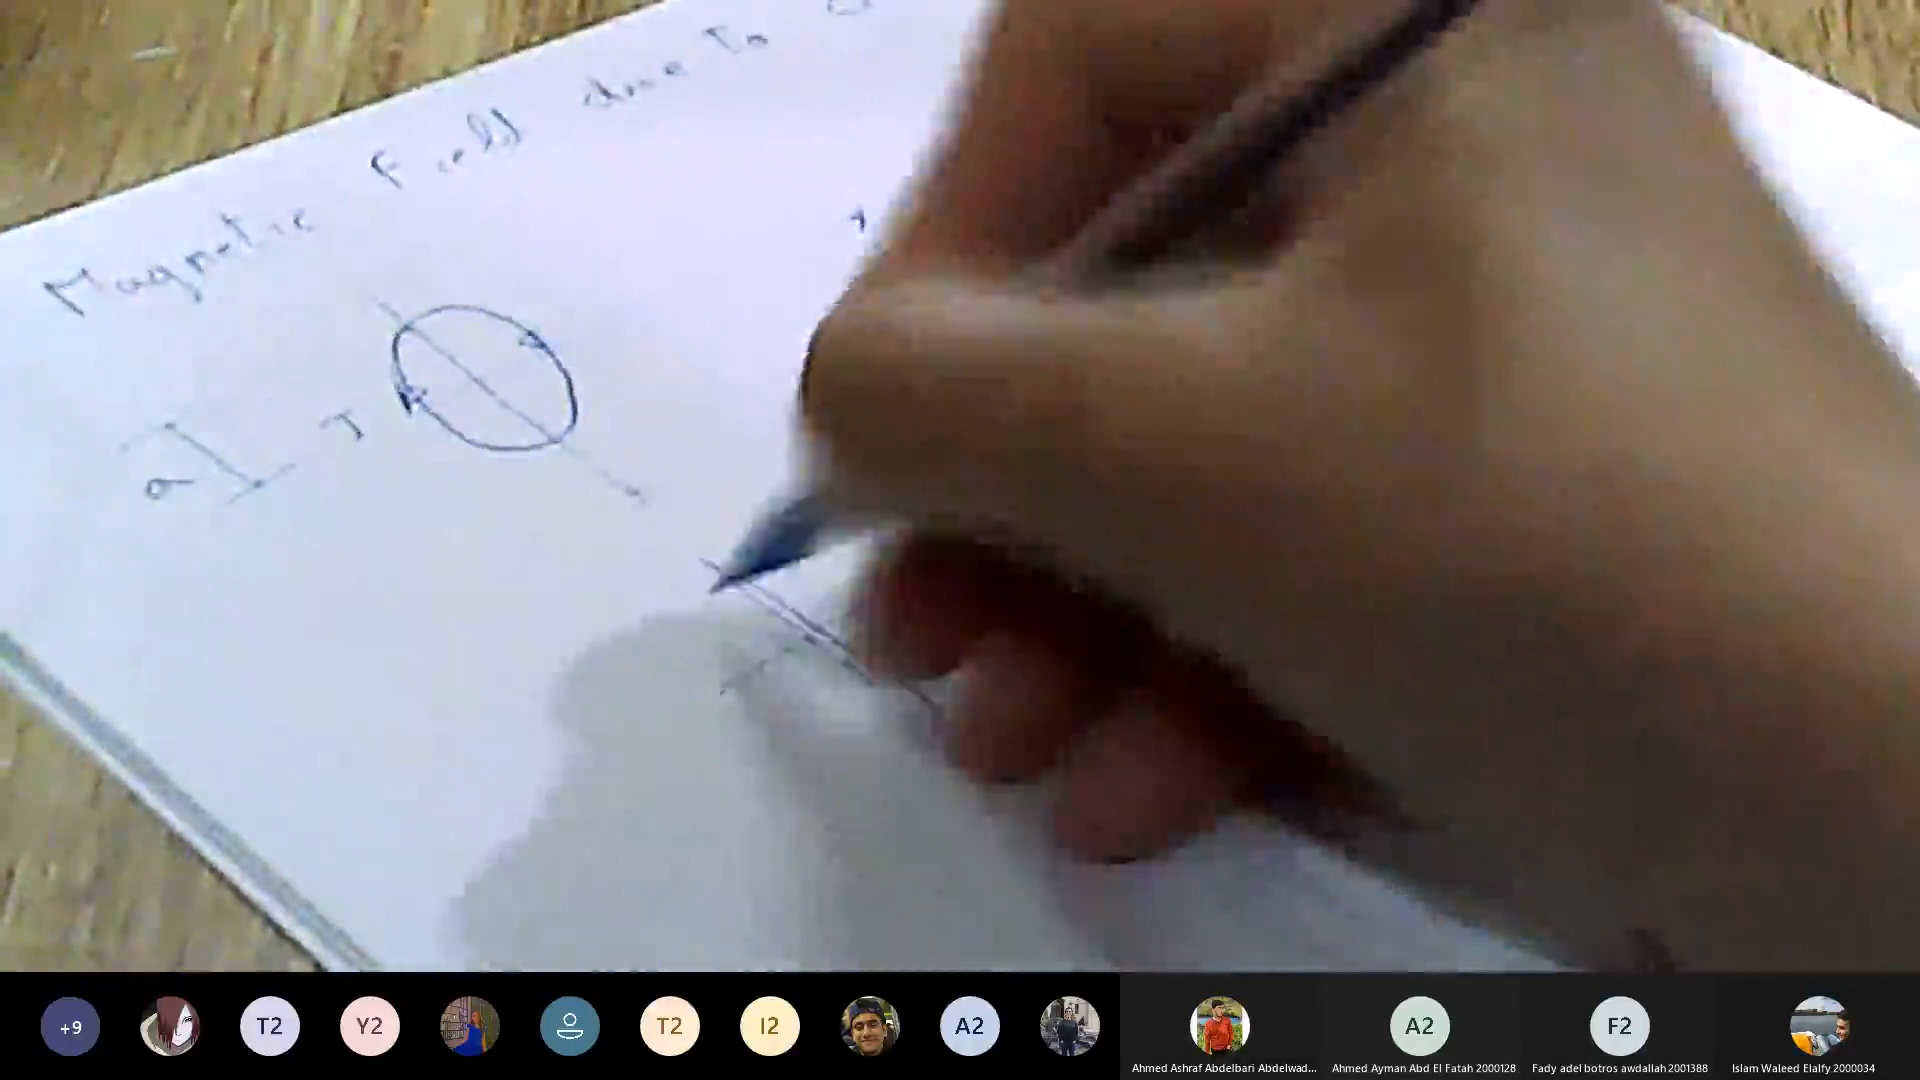 Magnetic Field due To
a I
+9
T2
Y2
T2
I2
A2
A2
F2
Ahmed Ashraf Abdelbari Abdelwad...
Ahmed Ayman Abd El Fatah 2000128
Fady adel botros awdallah 2001388
Islam Waleed Elalfy 2000034